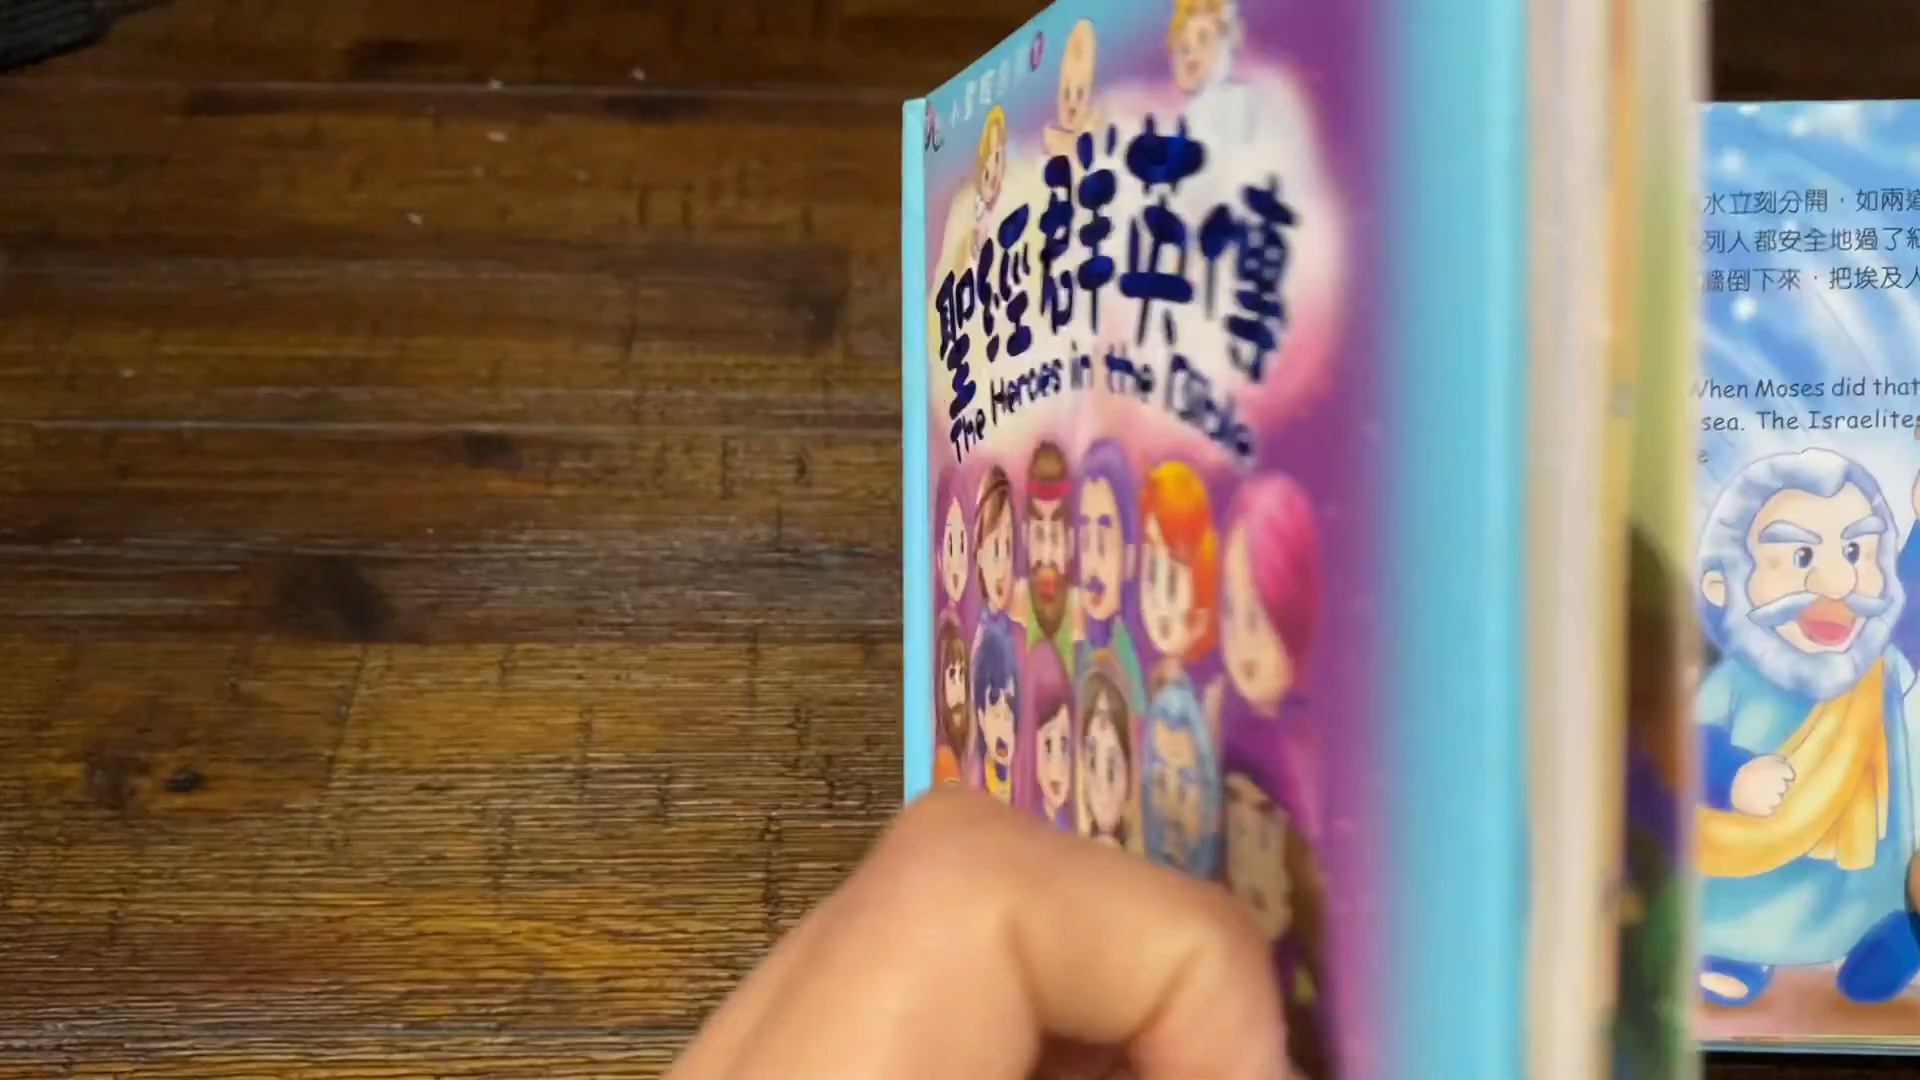 聖經群英傳
The Heroes in the Bible
水立刻分開，如兩道
列人都安全地過了紅
牆倒下來，把埃及人
When Moses did that
sea. The Israelites
e